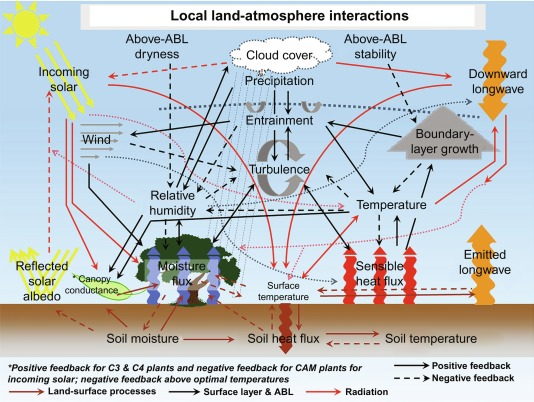 Local land-atmosphere interactions
Above-ABL
dryness
Above-ABL
stability
Cloud cover
Incoming
solar
Precipitation
Downward
longwave
Entrainment
Wind
Boundary-
layer growth
Turbulence
Relative
humidity
Temperature
Reflected
solar
albedo
*Canopy
conductance
Moisture
flux
Surface
temperature
Sensible
heat flux
Emitted
longwave
Soil moisture
Soil heat flux
Soil temperature
*Positive feedback for C3 & C4 plants and negative feedback for CAM plants for
incoming solar; negative feedback above optimal temperatures
Positive feedback
Negative feedback
Land-surface processes
Surface layer & ABL
Radiation